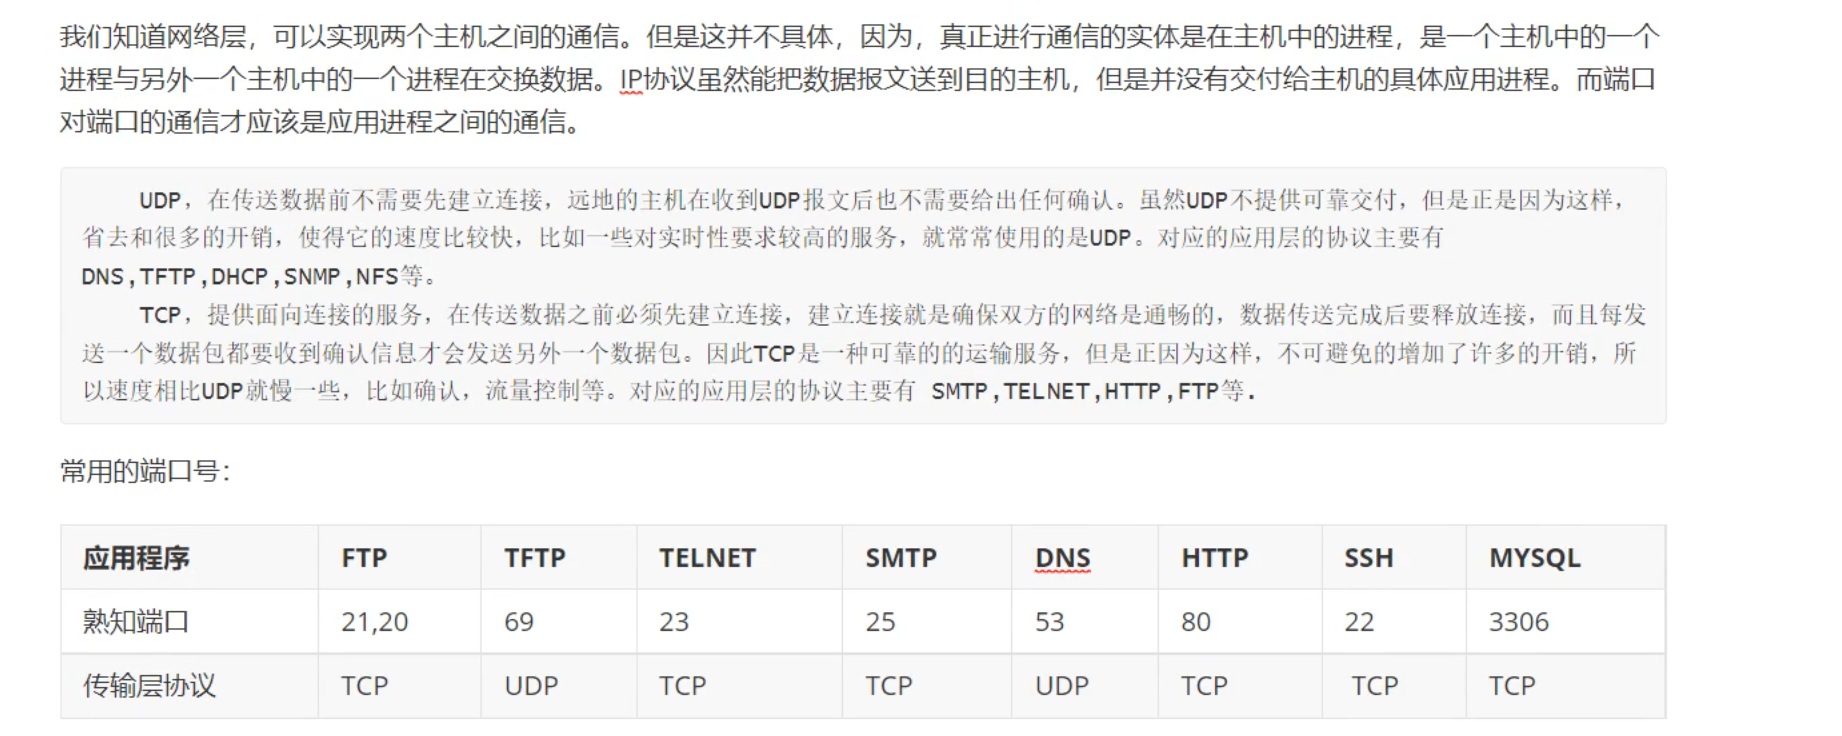 我们知道网络层，可以实现两个主机之间的通信。但是这并不具体，因为，真正进行通信的实体是在主机中的进程，是一个主机中的一个
进程与另外一个主机中的一个进程在交换数据。IP协议虽然能把数据报文送到目的主机，但是并没有交付给主机的具体应用进程。而端口
对端口的通信才应该是应用进程之间的通信。
UDP，在传送数据前不需要先建立连接，远地的主机在收到UDP报文后也不需要给出任何确认。虽然UDP不提供可靠交付，但是正是因为这样，
省去和很多的开销，使得它的速度比较快，比如一些对实时性要求较高的服务，就常常使用的是UDP。对应的应用层的协议主要有
DNS,TFTP,DHCP,SNMP,NFS等。
TCP，提供面向连接的服务，在传送数据之前必须先建立连接，建立连接就是确保双方的网络是通畅的，数据传送完成后要释放连接，而且每发
送一个数据包都要收到确认信息才会发送另外一个数据包。因此TCP是一种可靠的的运输服务，但是正因为这样，不可避免的增加了许多的开销，所
以速度相比UDP就慢一些，比如确认，流量控制等。对应的应用层的协议主要有 SMTP,TELNET,HTTP,FTP等.
常用的端口号：
应用程序 FTP TFTP TELNET SMTP DNS HTTP SSH MYSQL
熟知端口 21,20 69 23 25 53 80 22 3306
传输层协议 TCP UDP TCP TCP UDP TCP TCP TCP